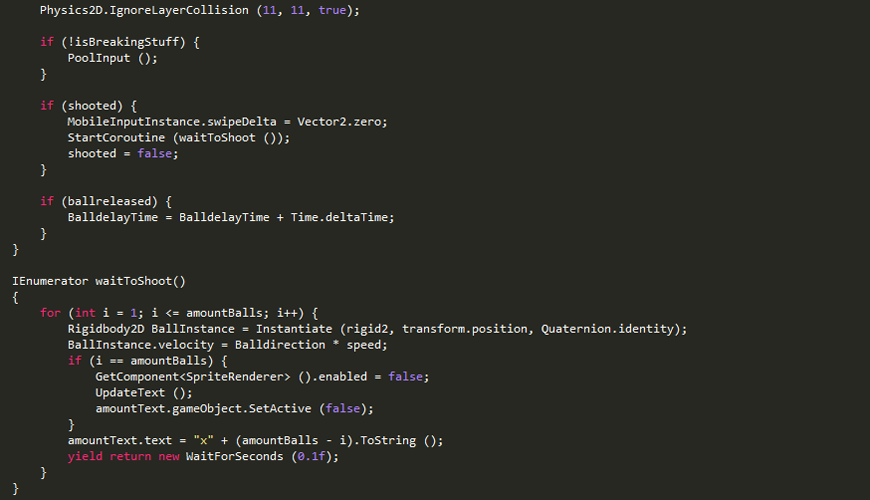 Physics2D.IgnoreLayerCollision (11, 11, true);
if (!isBreakingStuff) {
PoolInput ();
}
if (shooted) {
MobileInputInstance.swipeDelta = Vector2.zero;
StartCoroutine (waitToShoot ());
shooted = false;
}
if (ballreleased) {
BalldelayTime = BalldelayTime + Time.deltaTime;
}
}
IEnumerator waitToShoot()
{
for (int i = 1; i <= amountBalls; i++) {
Rigidbody2D BallInstance = Instantiate (rigid2, transform.position, Quaternion.identity);
BallInstance.velocity = Balldirection * speed;
if (i == amountBalls) {
GetComponent<SpriteRenderer> ().enabled = false;
UpdateText ();
amountText.gameObject.SetActive (false);
}
amountText.text = "x" + (amountBalls - i).ToString ();
yield return new WaitForSeconds (0.1f);
}
}